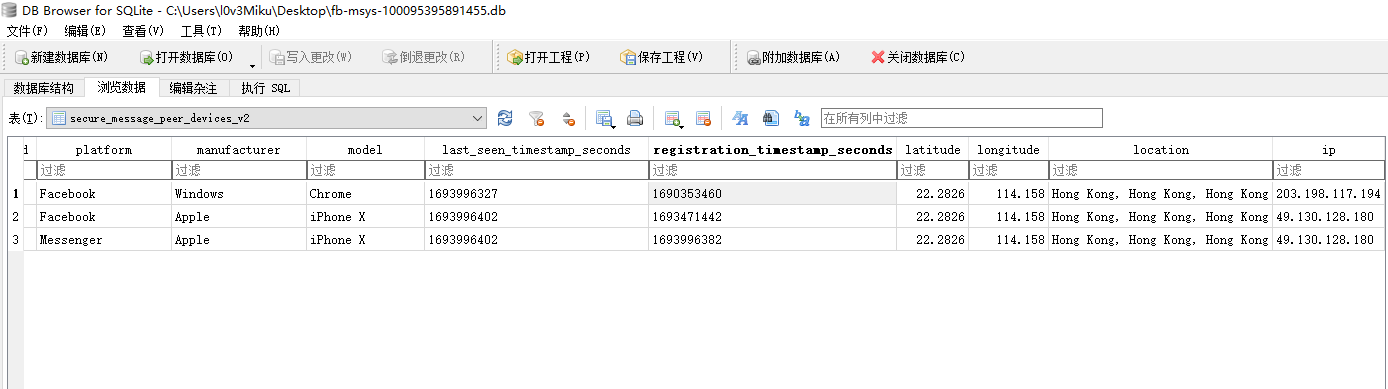 DB Browser for SQLite - C:\Users\l0v3Miku\Desktop\fb-msys-100095395891455.db
文件(F) 编辑(E) 查看(V) 工具(T) 帮助(H)
新建数据库(N) 打开数据库(O) 写入更改(W) 倒退更改(R) 打开工程(P) 保存工程(V) 附加数据库(A) 关闭数据库(C)
数据库结构 浏览数据 编辑杂注 执行 SQL
表(T): secure_message_peer_devices_v2 在所有列中过滤
platform manufacturer model last_seen_timestamp_seconds registration_timestamp_seconds latitude longitude location ip
过滤 过滤 过滤 过滤 过滤 过滤 过滤 过滤 过滤
1 Facebook Windows Chrome 1693996327 1690353460 22.2826 114.158 Hong Kong, Hong Kong, Hong Kong 203.198.117.194
2 Facebook Apple iPhone X 1693996402 1693471442 22.2826 114.158 Hong Kong, Hong Kong, Hong Kong 49.130.128.180
3 Messenger Apple iPhone X 1693996402 1693996382 22.2826 114.158 Hong Kong, Hong Kong, Hong Kong 49.130.128.180